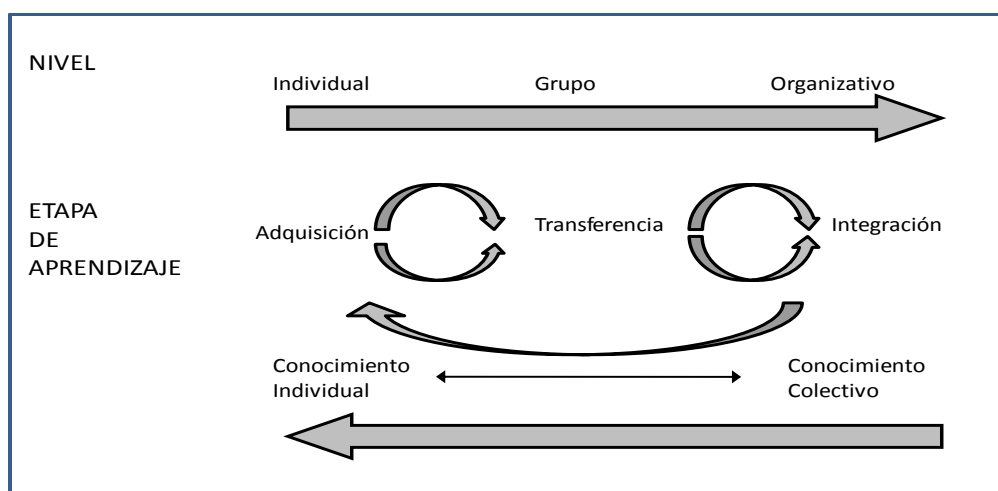 NIVEL
Individual Grupo Organizativo
ETAPA
DE
APRENDIZAJE
Adquisición Transferencia Integración
Conocimiento
Individual
Conocimiento
Colectivo